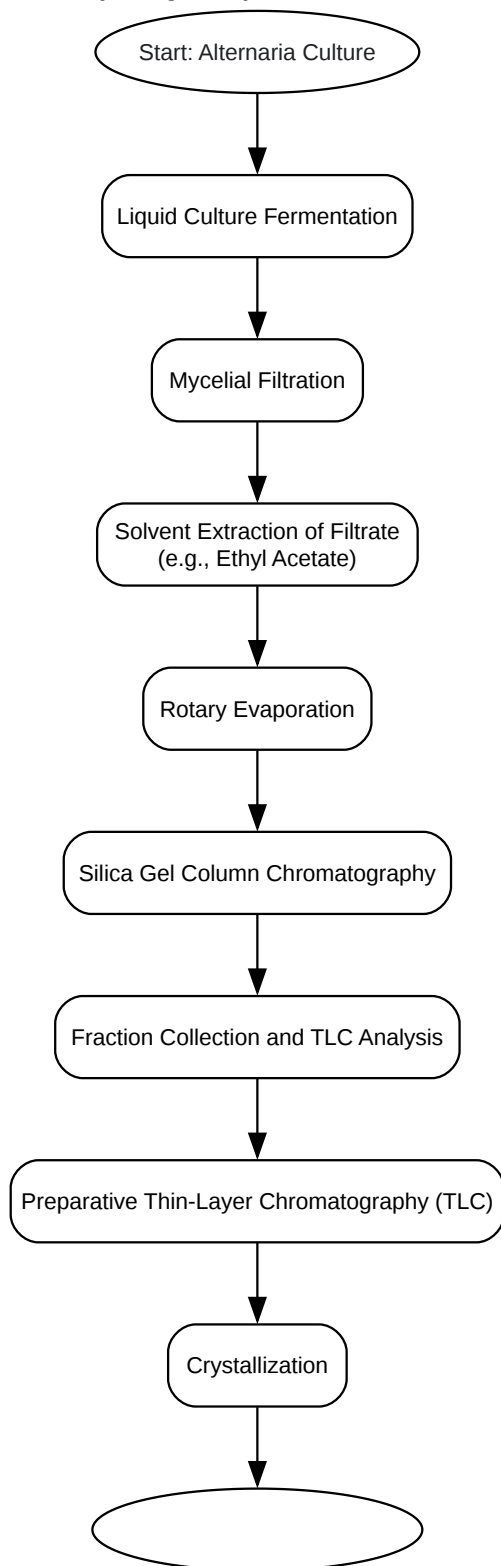 Start: Alternaria Culture
Liquid Culture Fermentation
Mycelial Filtration
Solvent Extraction of Filtrate
(e.g., Ethyl Acetate)
Rotary Evaporation
Silica Gel Column Chromatography
Fraction Collection and TLC Analysis
Preparative Thin-Layer Chromatography (TLC)
Crystallization